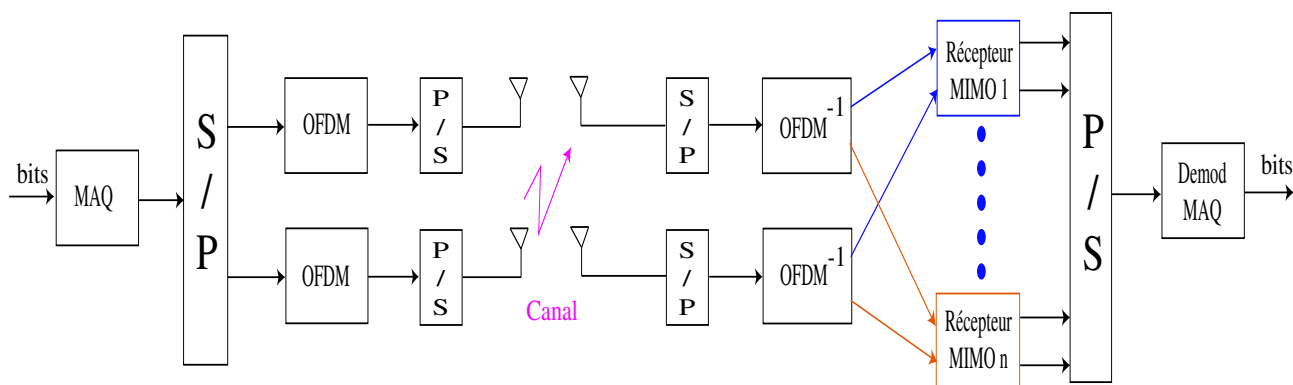 bits
MAQ
S
/
P
OFDM
P
/
S
OFDM
P
/
S
Canal
S
/
P
OFDM-1
S
/
P
OFDM-1
Récepteur
MIMO 1
Récepteur
MIMO n
P
/
S
Demod
MAQ
bits